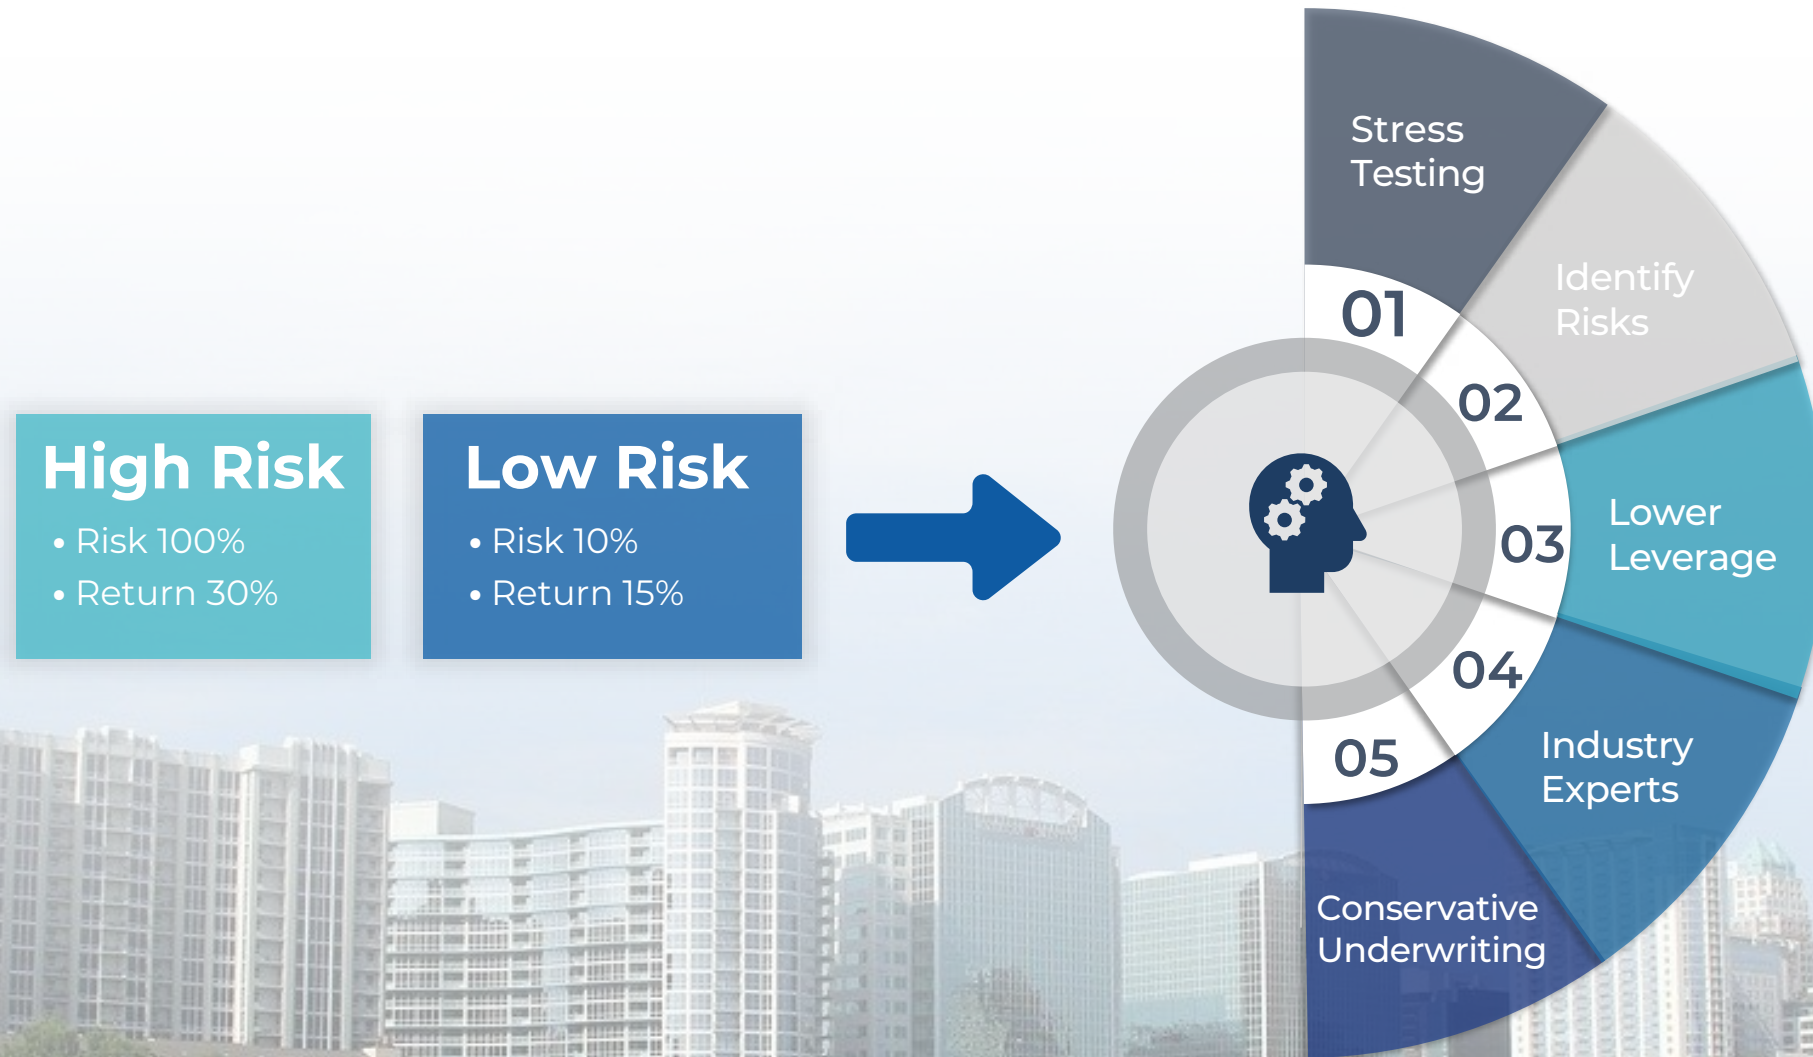 High Risk
• Risk 100%
• Return 30%
Low Risk
• Risk 10%
• Return 15%
01
Stress
Testing
02
Identify
Risks
03
Lower
Leverage
04
Industry
Experts
05
Conservative
Underwriting